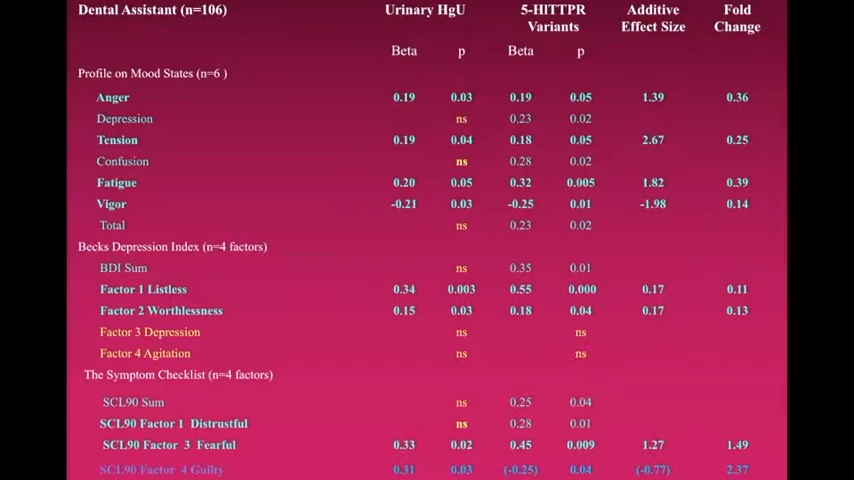 Dental Assistant (n=106) Urinary HgU 5-HITTPR Variants Additive Effect Size Fold Change
Beta p Beta p
Profile on Mood States (n=6 )
Anger 0.19 0.03 0.19 0.05 1.39 0.36
Depression ns 0.23 0.02
Tension 0.19 0.04 0.18 0.05 2.67 0.25
Confusion ns 0.28 0.02
Fatigue 0.20 0.05 0.32 0.005 1.82 0.39
Vigor -0.21 0.03 -0.25 0.01 -1.98 0.14
Total ns 0.23 0.02
Becks Depression Index (n=4 factors)
BDI Sum ns 0.35 0.01
Factor 1 Listless 0.34 0.003 0.55 0.000 0.17 0.11
Factor 2 Worthlessness 0.15 0.03 0.18 0.04 0.17 0.13
Factor 3 Depression ns ns
Factor 4 Agitation ns ns
The Symptom Checklist (n=4 factors)
SCL90 Sum ns 0.25 0.04
SCL90 Factor 1 Distrustful ns 0.28 0.01
SCL90 Factor 3 Fearful 0.33 0.02 0.45 0.009 1.27 1.49
SCL90 Factor 4 Guilty 0.31 0.03 (-0.25) 0.04 (-0.77) 2.37